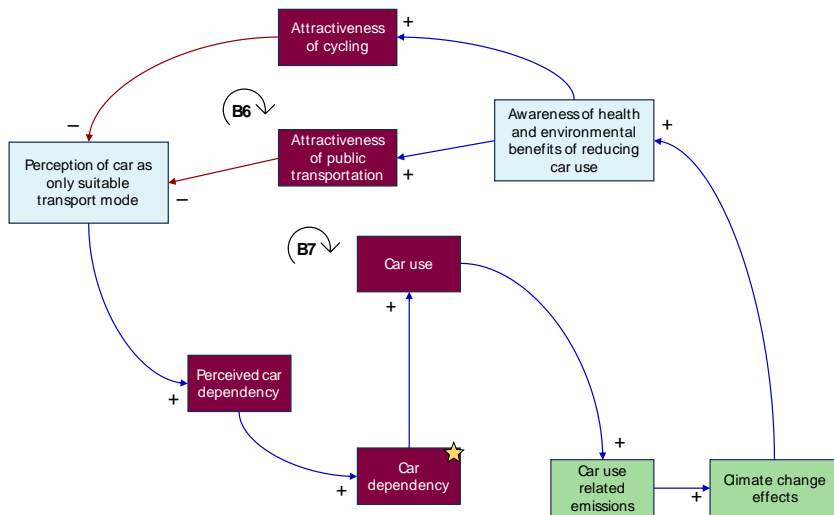 Attractiveness
of cycling
+
B6
–
Awareness of health
and environmental
benefits of reducing
car use
+
Attractiveness
of public
transportation
+
Perception of car as
only suitable
transport mode
–
B7
Car use
+
Perceived car
dependency
+
Car
dependency
+
+
Car use
related
emissions
+
Climate change
effects